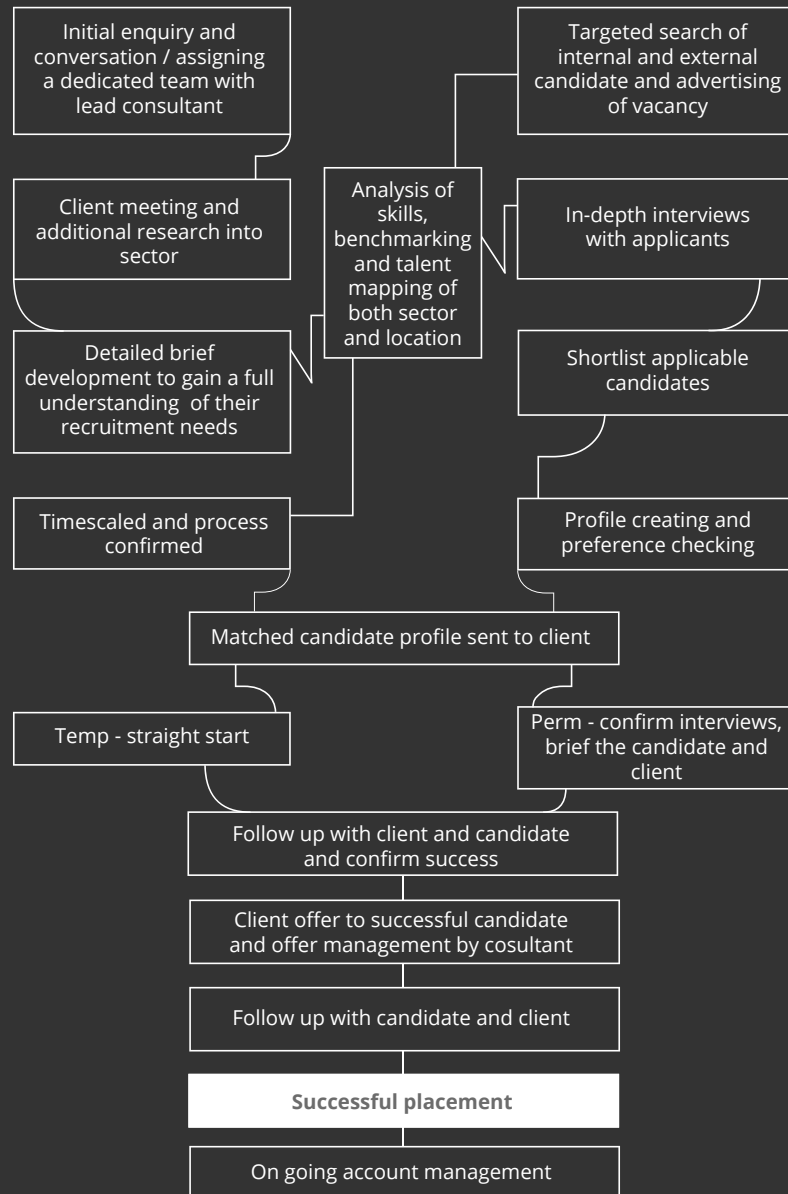 Initial enquiry and
conversation / assigning
a dedicated team with
lead consultant
Client meeting and
additional research into
sector
Detailed brief
development to gain a full
understanding of their
recruitment needs
Timescaled and process
confirmed
Analysis of
skills,
benchmarking
and talent
mapping of
both sector
and location
Targeted search of
internal and external
candidate and advertising
of vacancy
In-depth interviews
with applicants
Shortlist applicable
candidates
Profile creating and
preference checking
Matched candidate profile sent to client
Temp - straight start
Perm - confirm interviews,
brief the candidate and
client
Follow up with client and candidate
and confirm success
Client offer to successful candidate
and offer management by cosultant
Follow up with candidate and client
Successful placement
On going account management